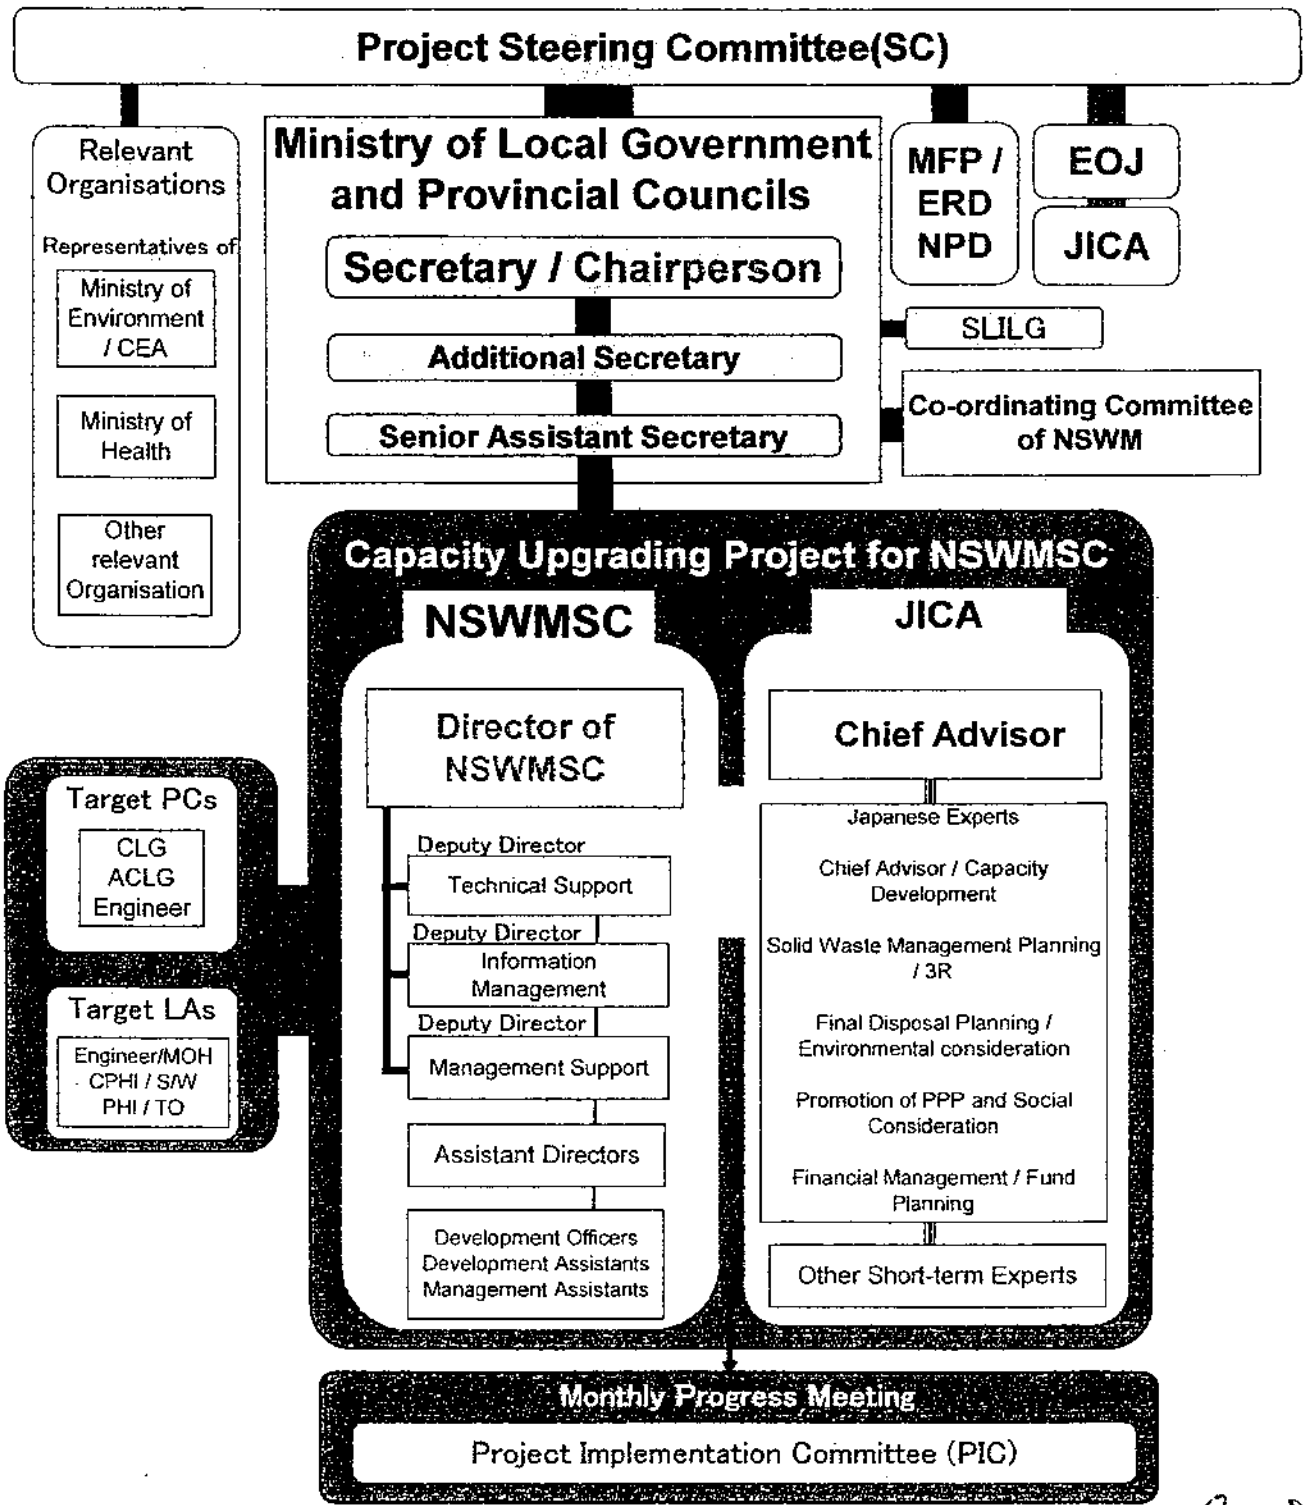 Project Steering Committee(SC)
Relevant
Organisations
Representatives of
Ministry of
Environment
/ CEA
Ministry of
Health
Other
relevant
Organisation
Ministry of Local Government
and Provincial Councils
Secretary / Chairperson
Additional Secretary
Senior Assistant Secretary
MFP /
ERD
NPD
EOJ
JICA
SLILG
Co-ordinating Committee
of NSWM
Capacity Upgrading Project for NSWMSC
NSWMSC
Director of
NSWMSC
Deputy Director
Technical Support
Deputy Director
Information
Management
Deputy Director
Management Support
Assistant Directors
Development Officers
Development Assistants
Management Assistants
JICA
Chief Advisor
Japanese Experts
Chief Advisor / Capacity
Development
Solid Waste Management Planning
/ 3R
Final Disposal Planning /
Environmental consideration
Promotion of PPP and Social
Consideration
Financial Management / Fund
Planning
Other Short-term Experts
Target PCs
CLG
ACLG
Engineer
Target LAs
Engineer/MOH
CPHI / S/W
PHI / TO
Monthly Progress Meeting
Project Implementation Committee (PIC)